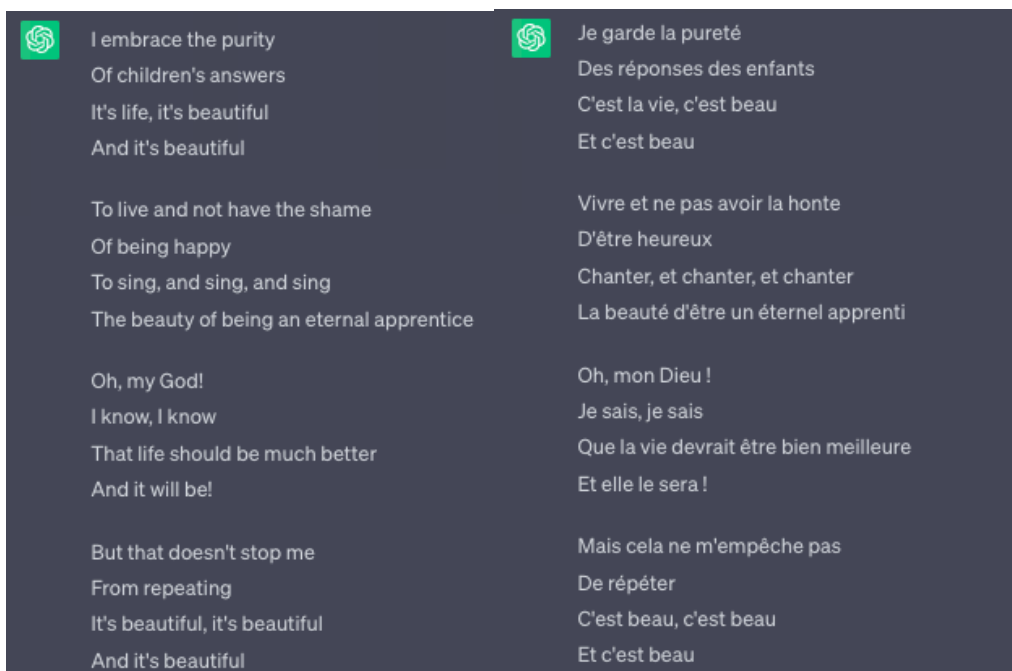 I embrace the purity
Of children's answers
It's life, it's beautiful
And it's beautiful
To live and not have the shame
Of being happy
To sing, and sing, and sing
The beauty of being an eternal apprentice
Oh, my God!
I know, I know
That life should be much better
And it will be!
But that doesn't stop me
From repeating
It's beautiful, it's beautiful
And it's beautiful
Je garde la pureté
Des réponses des enfants
C'est la vie, c'est beau
Et c'est beau
Vivre et ne pas avoir la honte
D'être heureux
Chanter, et chanter, et chanter
La beauté d'être un éternel apprenti
Oh, mon Dieu !
Je sais, je sais
Que la vie devrait être bien meilleure
Et elle le sera !
Mais cela ne m'empêche pas
De répéter
C'est beau, c'est beau
Et c'est beau